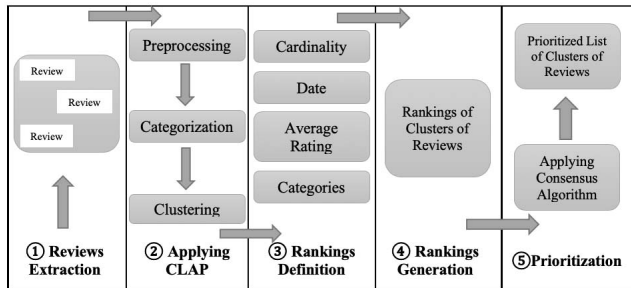 Review
Review
Review
① Reviews
Extraction
Preprocessing
Categorization
Clustering
② Applying
CLAP
Cardinality
Date
Average
Rating
Categories
③ Rankings
Definition
Rankings of
Clusters of
Reviews
④ Rankings
Generation
Prioritized List
of Clusters of
Reviews
Applying
Consensus
Algorithm
⑤Prioritization